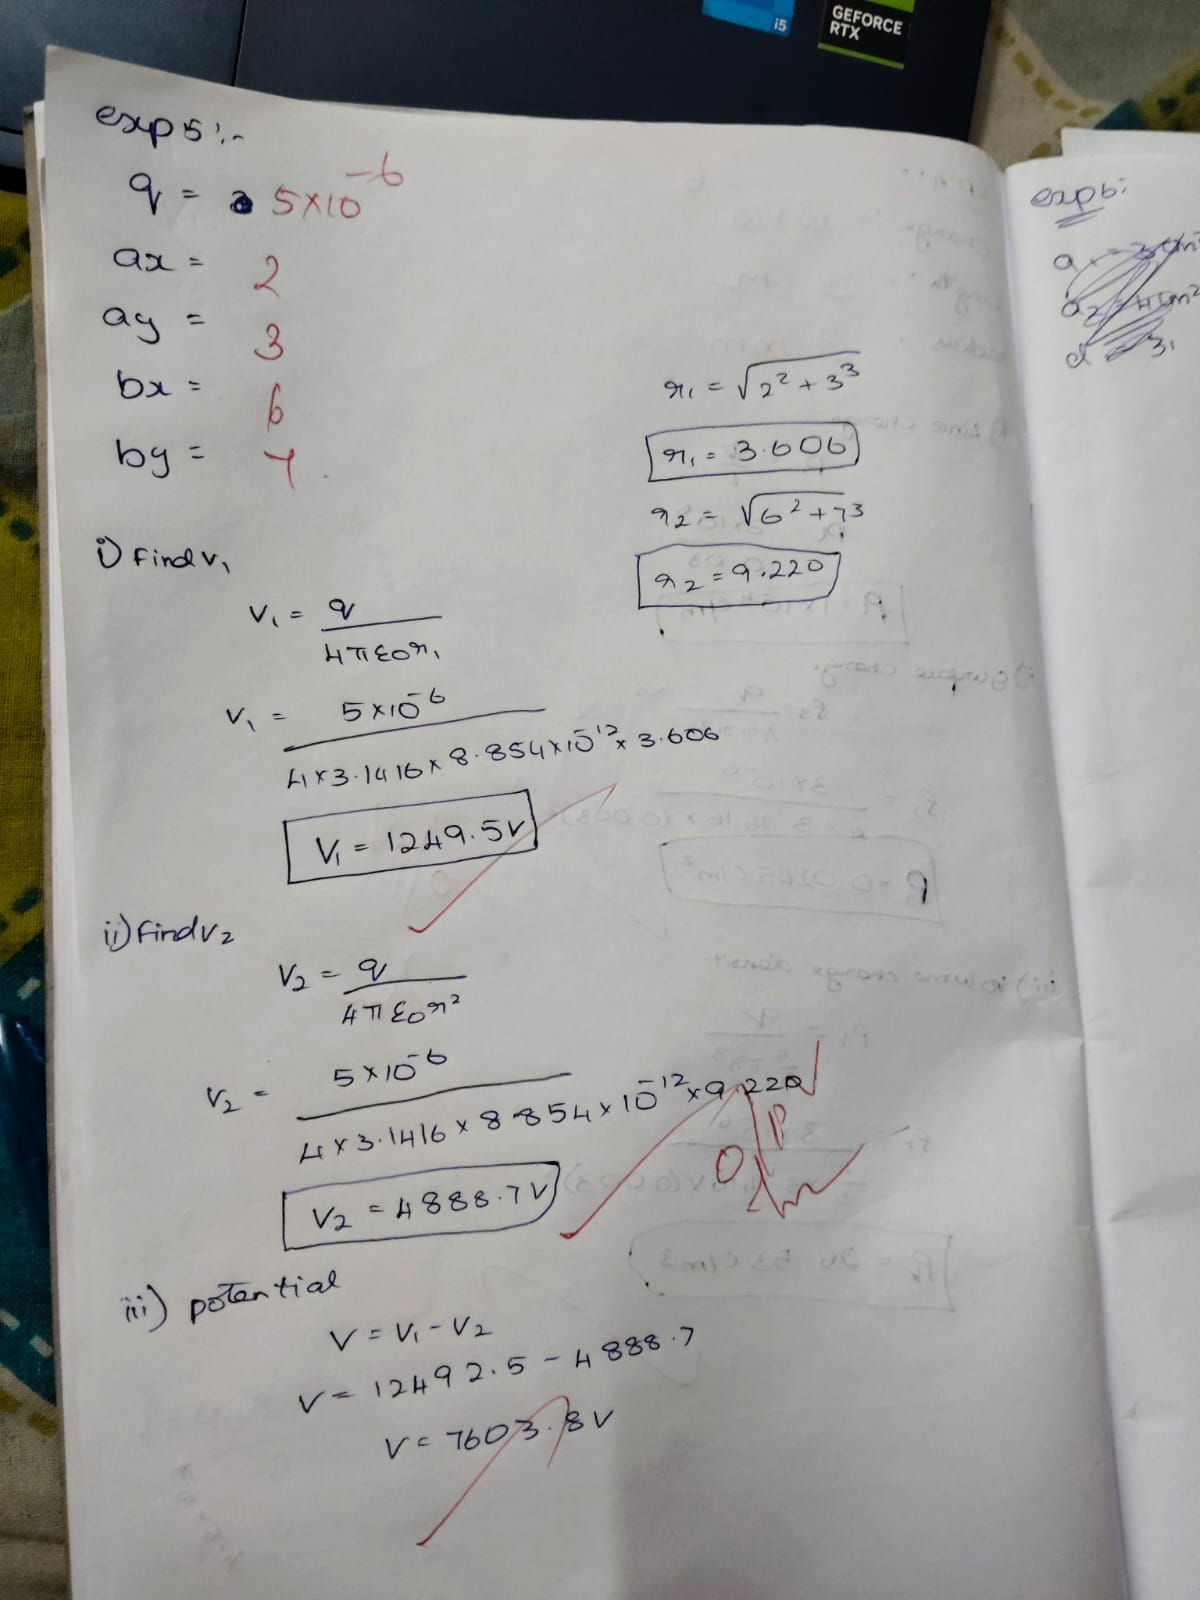 i5
GEFORCE
RTX
exp 5 :-
q = 5×10⁻⁶
ax = 2
ay = 3
bx = 6
by = 7
r₁ = √2² + 3³
r₁ = 3.606
r₂ = √6² + 7³
r₂ = 9.220
i) Find v₁
V₁ = q / 4πε0r₁
V₁ = 5×10⁻⁶ / 4×3.1416×8.854×10⁻¹²×3.606
V₁ = 1249.5V
ii) Find v₂
V₂ = q / 4πε0r²
V₂ = 5×10⁻⁶ / 4×3.1416×8.854×10⁻¹²×9.220
V₂ = 4888.7V
O/P
iii) potential
V = V₁ - V₂
V = 12492.5 - 4888.7
V = 7603.8V
exp 6: